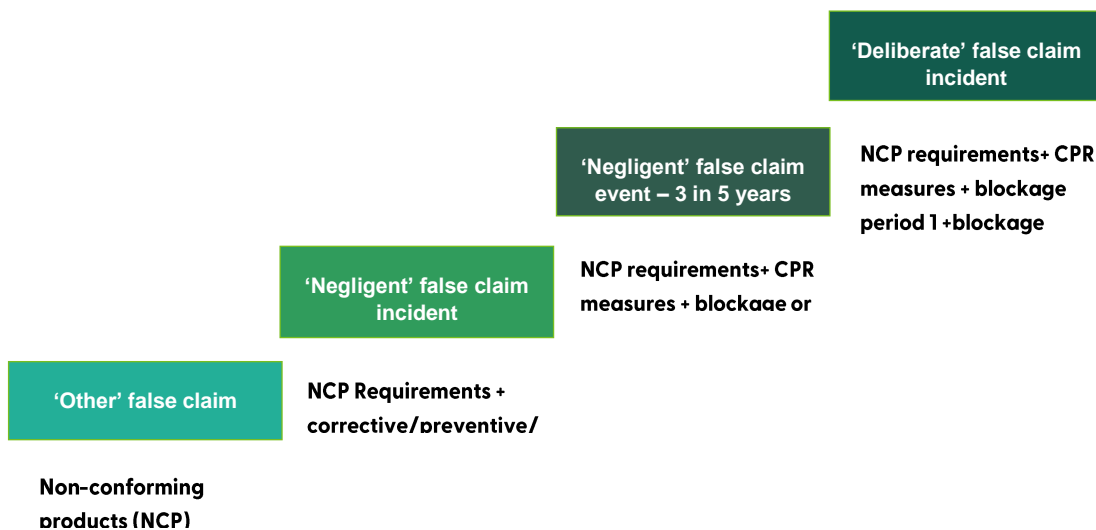 ‘Deliberate’ false claim
incident
NCP requirements+ CPR
measures + blockage
period 1 +blockage
‘Negligent’ false claim
event – 3 in 5 years
NCP requirements+ CPR
measures + blockage or
‘Negligent’ false claim
incident
NCP Requirements +
corrective/preventive/
‘Other’ false claim
Non-conforming
products (NCP)